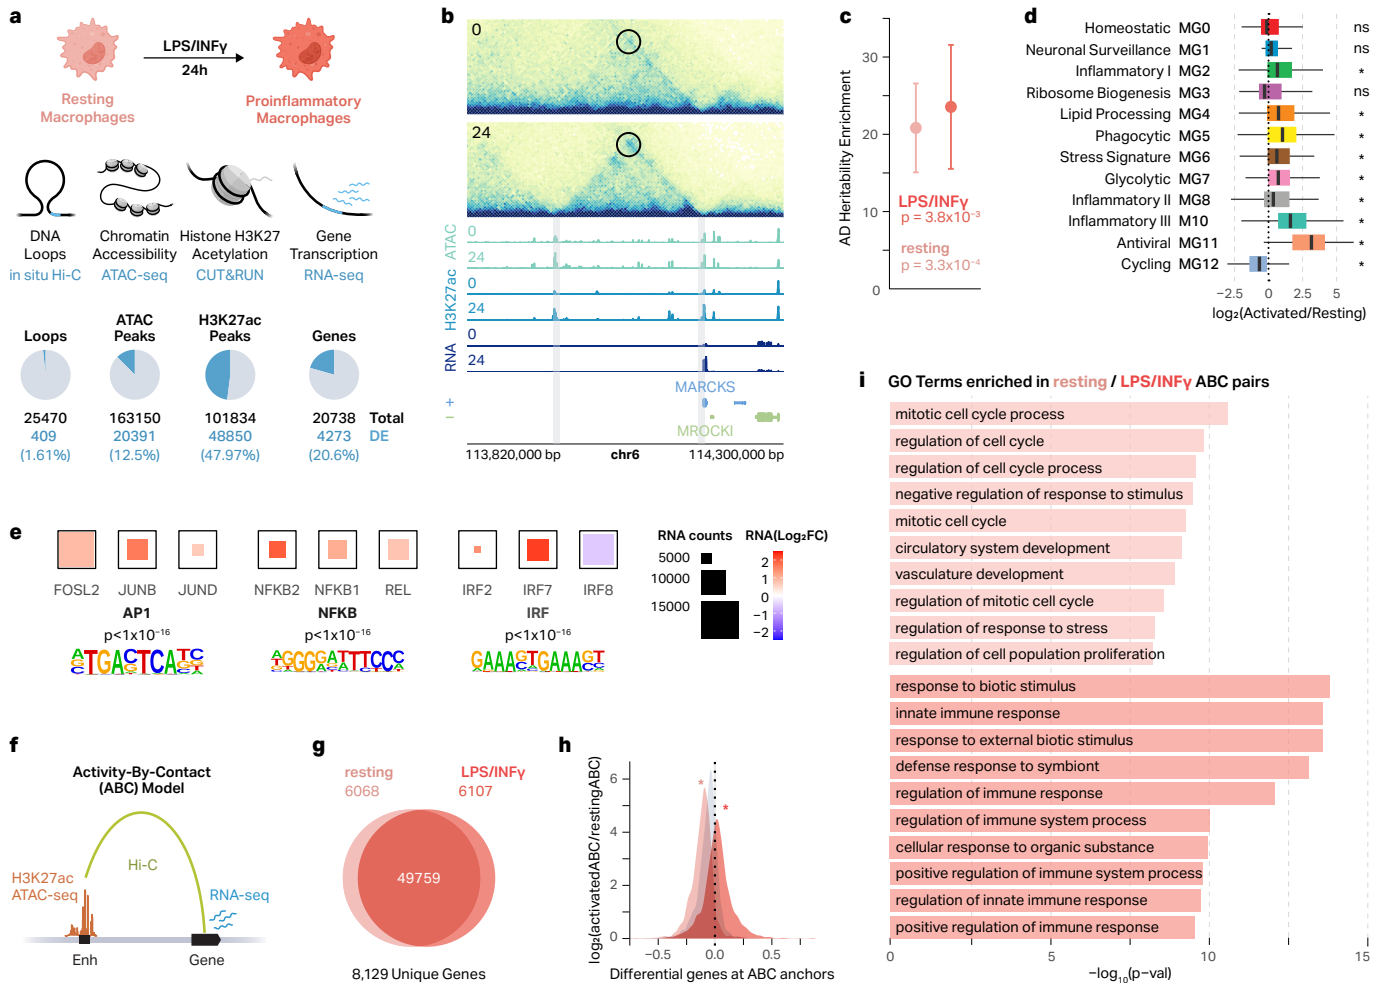 a
LPS/INFγ
24h
Resting
Macrophages
Proinflammatory
Macrophages
DNA
Loops
in situ Hi-C
Chromatin
Accessibility
ATAC-seq
Histone H3K27
Acetylation
CUT&RUN
Gene
Transcription
RNA-seq
Loops
ATAC
Peaks
H3K27ac
Peaks
Genes
25470
163150
101834
20738
Total
409
20391
48850
4273
DE
(1.61%)
(12.5%)
(47.97%)
(20.6%)
b
0
24
ATAC
0
24
H3K27ac
0
24
RNA
0
24
MARCKS
+
−
MROCKI
113,820,000 bp
chr6
114,300,000 bp
c
AD Heritability Enrichment
30
20
10
0
LPS/INFγ
p = 3.8x10⁻³
resting
p = 3.3x10⁻⁴
d
Homeostatic MG0 ns
Neuronal Surveillance MG1 ns
Inflammatory I MG2 *
Ribosome Biogenesis MG3 ns
Lipid Processing MG4 *
Phagocytic MG5 *
Stress Signature MG6 *
Glycolytic MG7 *
Inflammatory II MG8 *
Inflammatory III M10 *
Antiviral MG11 *
Cycling MG12 *
−2.5 0 2.5 5
log₂(Activated/Resting)
e
FOSL2 JUNB JUND
AP1
p<1x10⁻¹⁶
NFKB2 NFKB1 REL
NFKB
p<1x10⁻¹⁶
IRF2 IRF7 IRF8
IRF
p<1x10⁻¹⁶
RNA counts
5000
10000
15000
RNA(Log₂FC)
2
1
0
−1
−2
f
Activity-By-Contact
(ABC) Model
Hi-C
H3K27ac
ATAC-seq
RNA-seq
Enh
Gene
g
resting
6068
LPS/INFγ
6107
49759
8,129 Unique Genes
h
log₂(activatedABC/restingABC)
6
4
2
0
*
*
−0.5 0.0 0.5
Differential genes at ABC anchors
i
GO Terms enriched in resting / LPS/INFγ ABC pairs
mitotic cell cycle process
regulation of cell cycle
regulation of cell cycle process
negative regulation of response to stimulus
mitotic cell cycle
circulatory system development
vasculature development
regulation of mitotic cell cycle
regulation of response to stress
regulation of cell population proliferation
response to biotic stimulus
innate immune response
response to external biotic stimulus
defense response to symbiont
regulation of immune response
regulation of immune system process
cellular response to organic substance
positive regulation of immune system process
regulation of innate immune response
positive regulation of immune response
0 5 10 15
−log₁₀(p-val)